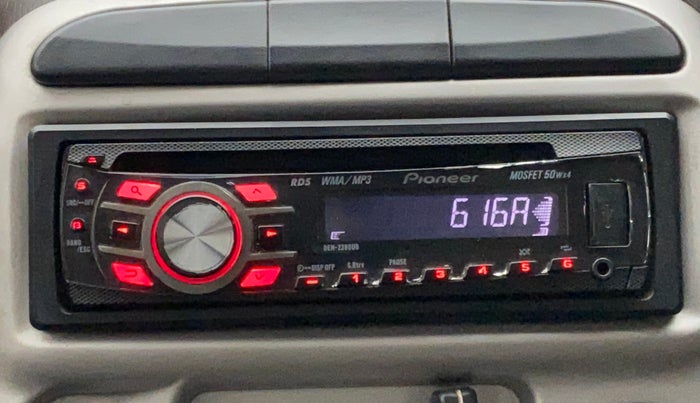 RDS WMA/MP3 Pioneer MOSFET 50Wx4
S
SRC/OFF
616A
B
BAND
/ESC
DISP OFF S.Rtrv PAUSE
1 2 3 4 5 6